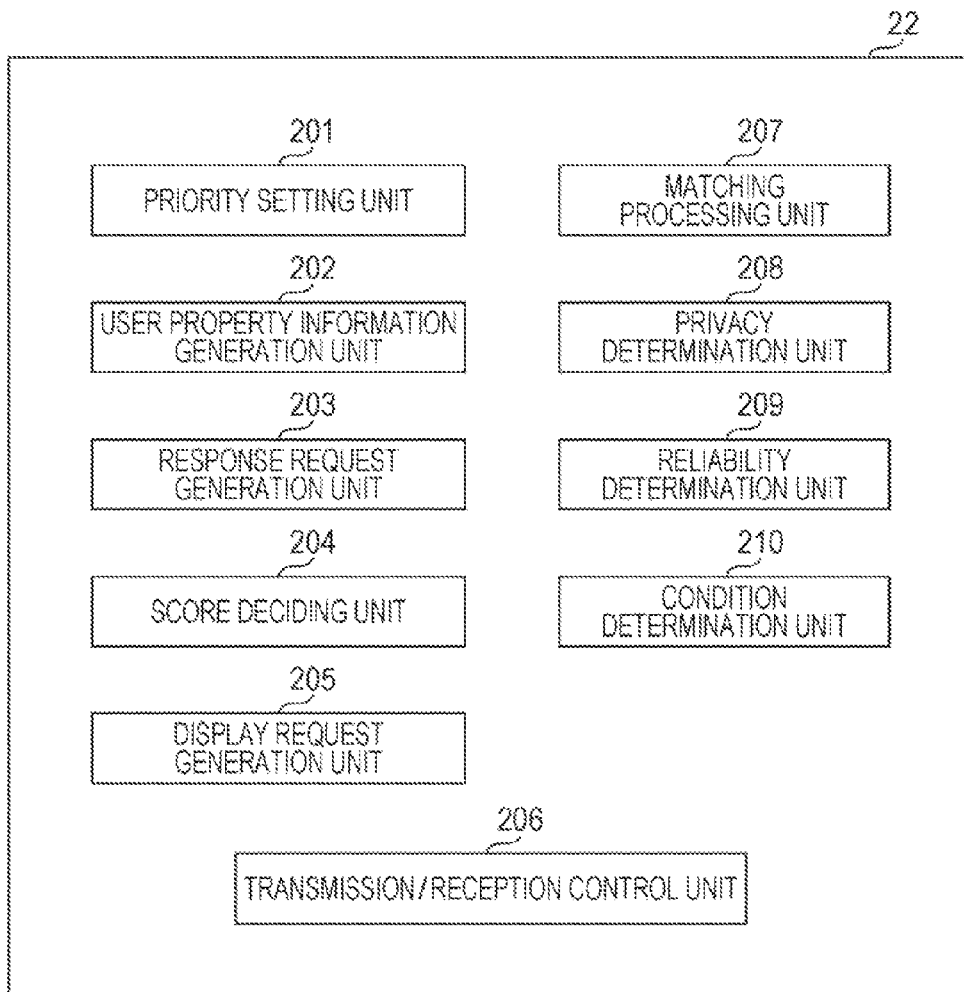 22
201
PRIORITY SETTING UNIT
202
USER PROPERTY INFORMATION
GENERATION UNIT
203
RESPONSE REQUEST
GENERATION UNIT
204
SCORE DECIDING UNIT
205
DISPLAY REQUEST
GENERATION UNIT
207
MATCHING
PROCESSING UNIT
208
PRIVACY
DETERMINATION UNIT
209
RELIABILITY
DETERMINATION UNIT
210
CONDITION
DETERMINATION UNIT
206
TRANSMISSION/RECEPTION CONTROL UNIT